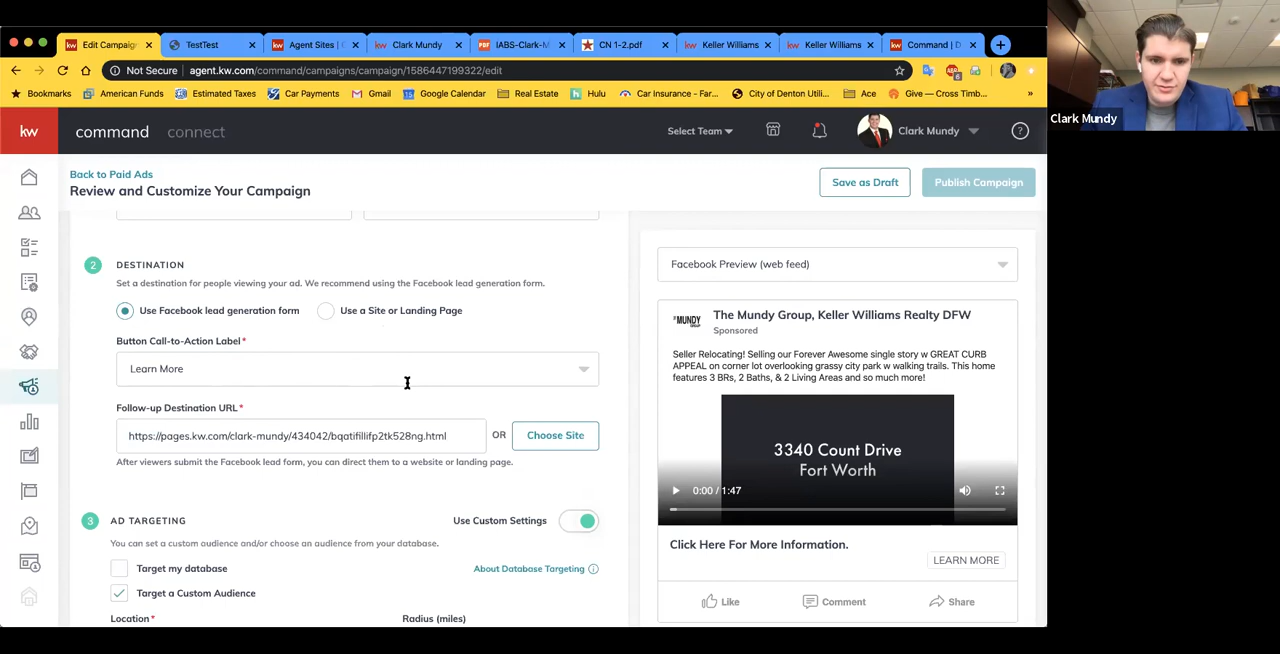 Edit Campaig
TestTest
Agent Sites | C
Clark Mundy
IABS-Clark-M
CN 1-2.pdf
Keller Williams
Keller Williams
Command | D
Not Secure
agent.kw.com/command/campaigns/campaign/1586447199322/edit
Bookmarks
American Funds
Estimated Taxes
Car Payments
Gmail
Google Calendar
Real Estate
Hulu
Car Insurance - Far...
City of Denton Utili...
Ace
Give — Cross Timb...
»
Clark Mundy
kw
command
connect
Select Team
Clark Mundy
Back to Paid Ads
Review and Customize Your Campaign
Save as Draft
Publish Campaign
2
DESTINATION
Set a destination for people viewing your ad. We recommend using the Facebook lead generation form.
Use Facebook lead generation form
Use a Site or Landing Page
Button Call-to-Action Label*
Learn More
Follow-up Destination URL*
https://pages.kw.com/clark-mundy/434042/bqatifillifp2tk528ng.html
OR
Choose Site
After viewers submit the Facebook lead form, you can direct them to a website or landing page.
3
AD TARGETING
Use Custom Settings
You can set a custom audience and/or choose an audience from your database.
Target my database
About Database Targeting
Target a Custom Audience
Location*
Radius (miles)
Facebook Preview (web feed)
MUNDY
The Mundy Group, Keller Williams Realty DFW
Sponsored
Seller Relocating! Selling our Forever Awesome single story w GREAT CURB
APPEAL on corner lot overlooking grassy city park w walking trails. This home
features 3 BRs, 2 Baths, & 2 Living Areas and so much more!
3340 Count Drive
Fort Worth
0:00 / 1:47
Click Here For More Information.
LEARN MORE
Like
Comment
Share